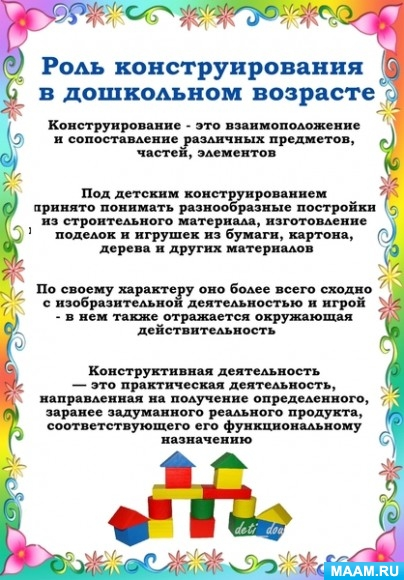 Роль конструирования
в дошкольном возрасте
Конструирование - это взаимоположение
и сопоставление различных предметов,
частей, элементов
Под детским конструированием
принято понимать разнообразные постройки
из строительного материала, изготовление
поделок и игрушек из бумаги, картона,
дерева и других материалов
По своему характеру оно более всего сходно
с изобразительной деятельностью и игрой
- в нем также отражается окружающая
действительность
Конструктивная деятельность
— это практическая деятельность,
направленная на получение определенного,
заранее задуманного реального продукта,
соответствующего его функциональному
назначению
deti
MAAM.RU